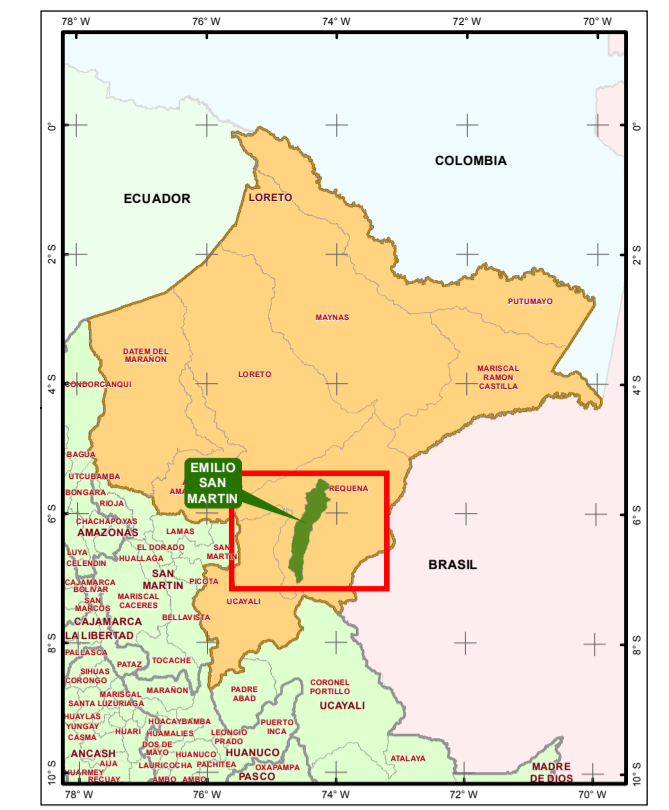 78° W 76° W 74° W 72° W 70° W
0° 0°
COLOMBIA
ECUADOR
LORETO
2° S 2° S
PUTUMAYO
MAYNAS
DATEM DEL
MARAÑON
LORETO
MARISCAL
RAMON
CASTILLA
CONDORCANQUI
4° S 4° S
BAGUA
EMILIO
SAN
MARTIN
UTCUBAMBA
REQUENA
BONGARA
RIOJA
6° S 6° S
CHACHAPOYAS
AMAZONAS
LAMAS
LUYA
EL DORADO
SAN
MARTIN
CELENDIN
HUALLAGA
BRASIL
SAN
MARTIN
PICOTA
CAJAMARCA
BOLIVAR
SAN
MARCOS
MARISCAL
CACERES
UCAYALI
BELLAVISTA
CAJAMARCA
LA LIBERTAD
8° S 8° S
PALLASCA
PATAZ
TOCACHE
SIHUAS
CORONGO
MARISCAL
LUZURIAGA
MARAÑON
PADRE
ABAD
CORONEL
PORTILLO
SANTA
UCAYALI
HUAYLAS
HUACAYBAMBA
PUERTO
INCA
YUNGAY
HUARI
HUAMALIES
LEONCIO
PRADO
CASMA
DOS DE
MAYO
HUANUCO
HUANUCO
ANCASH
ATALAYA
AIJA
LAURICOCHA
PACHITEA
OXAPAMPA
MADRE
DE DIOS
HUARMEY
RECUAY
AMBO
AMBO
PASCO
10° S 10° S
78° W 76° W 74° W 72° W 70° W